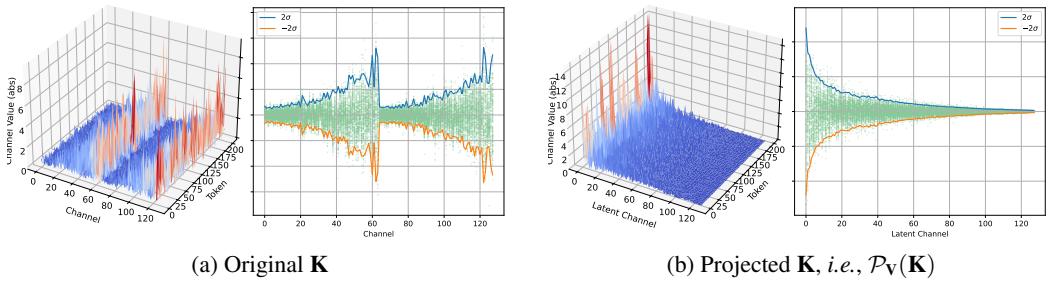 2σ
−2σ
8
6
4
2
0
Channel Value (abs)
0
20
40
60
80
100
120
Channel
0
25
50
75
100
125
150
175
200
Token
0 20 40 60 80 100 120
Channel
14
12
10
8
6
4
2
0
Channel Value (abs)
0
20
40
60
80
100
120
Latent Channel
0
25
50
75
100
125
150
175
200
Token
2σ
−2σ
0 20 40 60 80 100 120
Latent Channel
(a) Original K
(b) Projected K, i.e., 𝒫V(K)